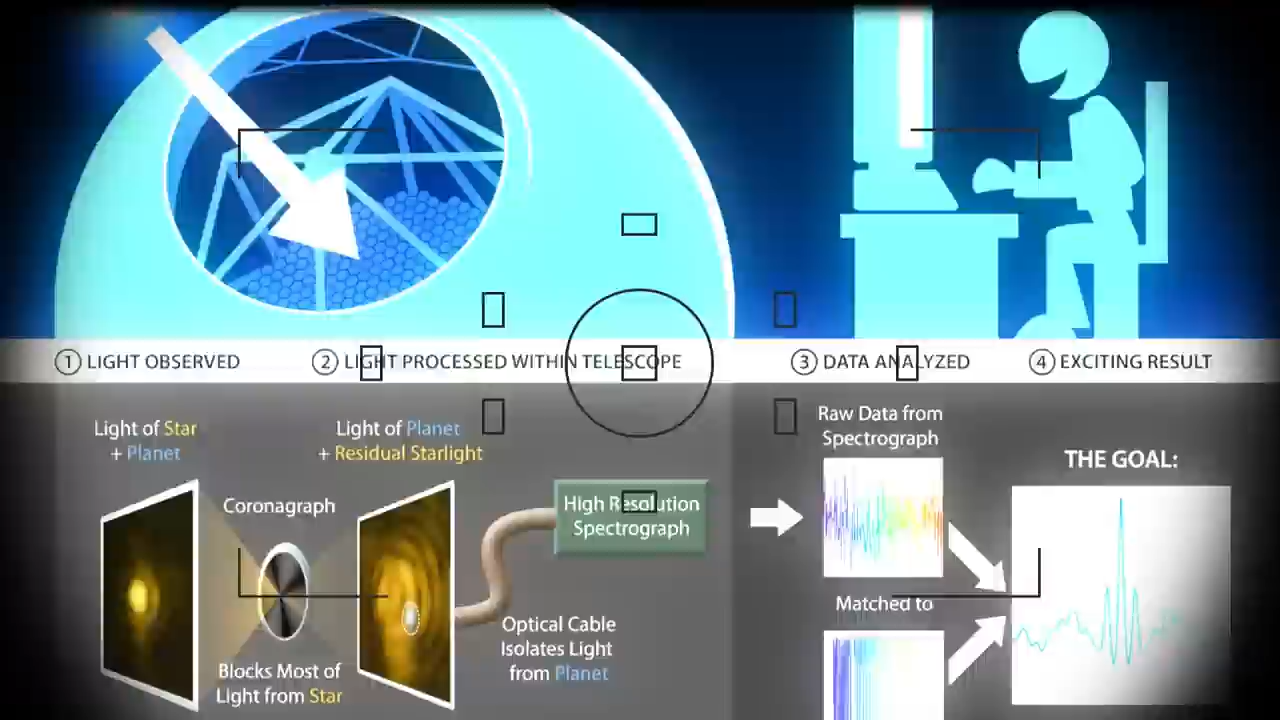 ① LIGHT OBSERVED
② LIGHT PROCESSED WITHIN TELESCOPE
③ DATA ANALYZED
④ EXCITING RESULT
Light of Star
+ Planet
Coronagraph
Blocks Most of
Light from Star
Light of Planet
+ Residual Starlight
High Resolution
Spectrograph
Optical Cable
Isolates Light
from Planet
Raw Data from
Spectrograph
Matched to
THE GOAL: